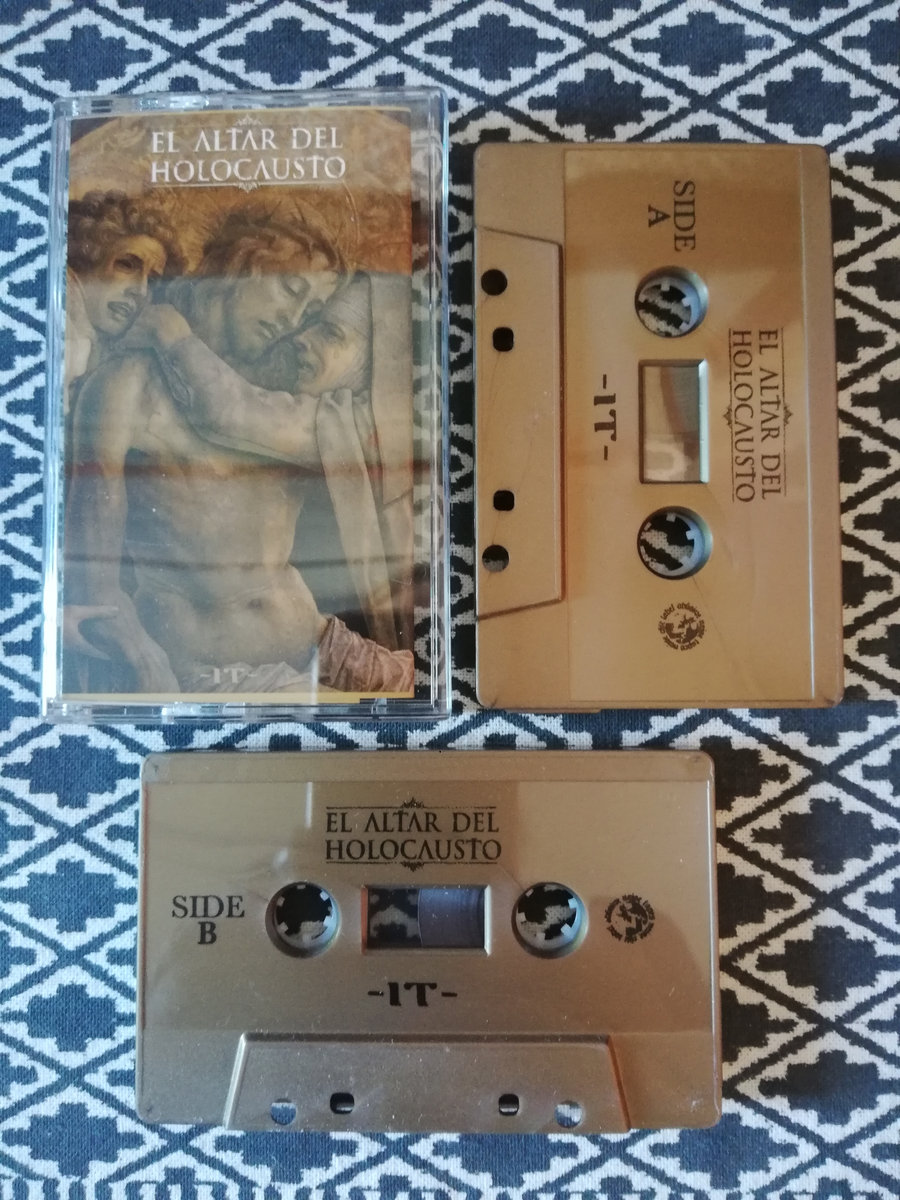 EL ALTAR DEL
HOLOCAUSTO
-IT-
SIDE
A
EL ALTAR DEL
HOLOCAUSTO
-IT-
EL ALTAR DEL
HOLOCAUSTO
SIDE
B
-IT-